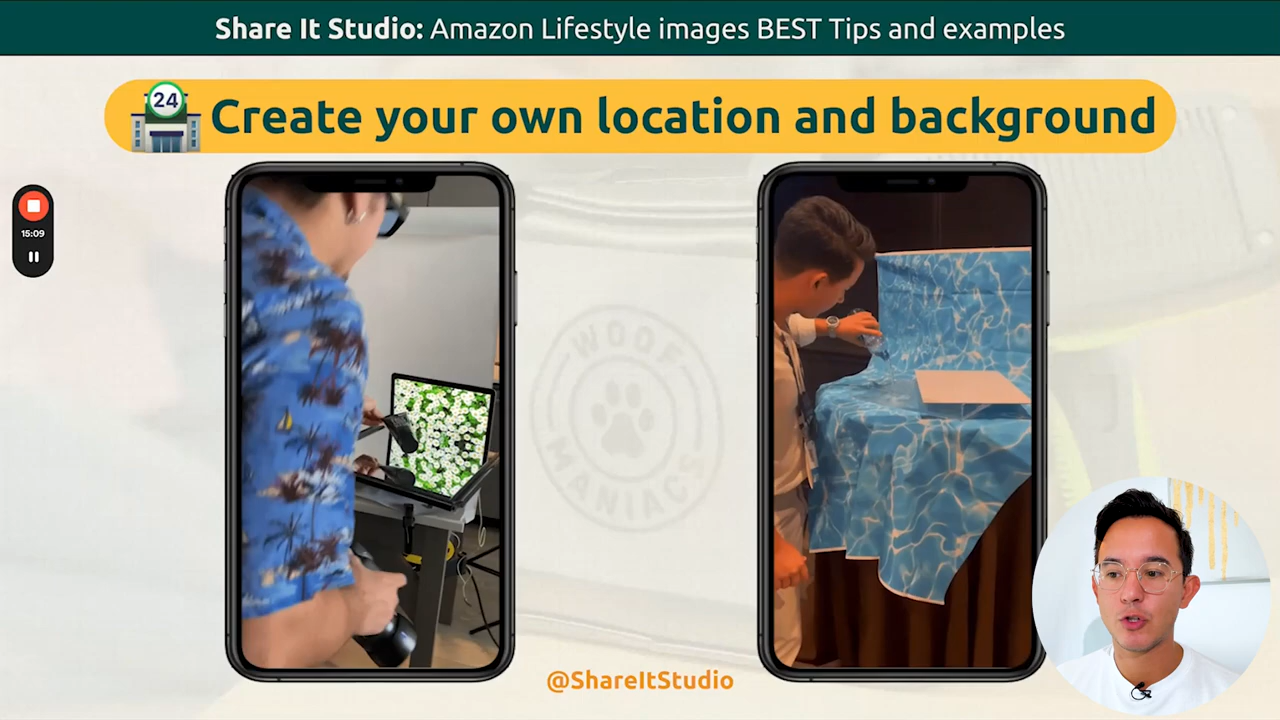 Share It Studio: Amazon Lifestyle images BEST Tips and examples
24
Create your own location and background
15:09
WOOF
MANIACS
@ShareItStudio